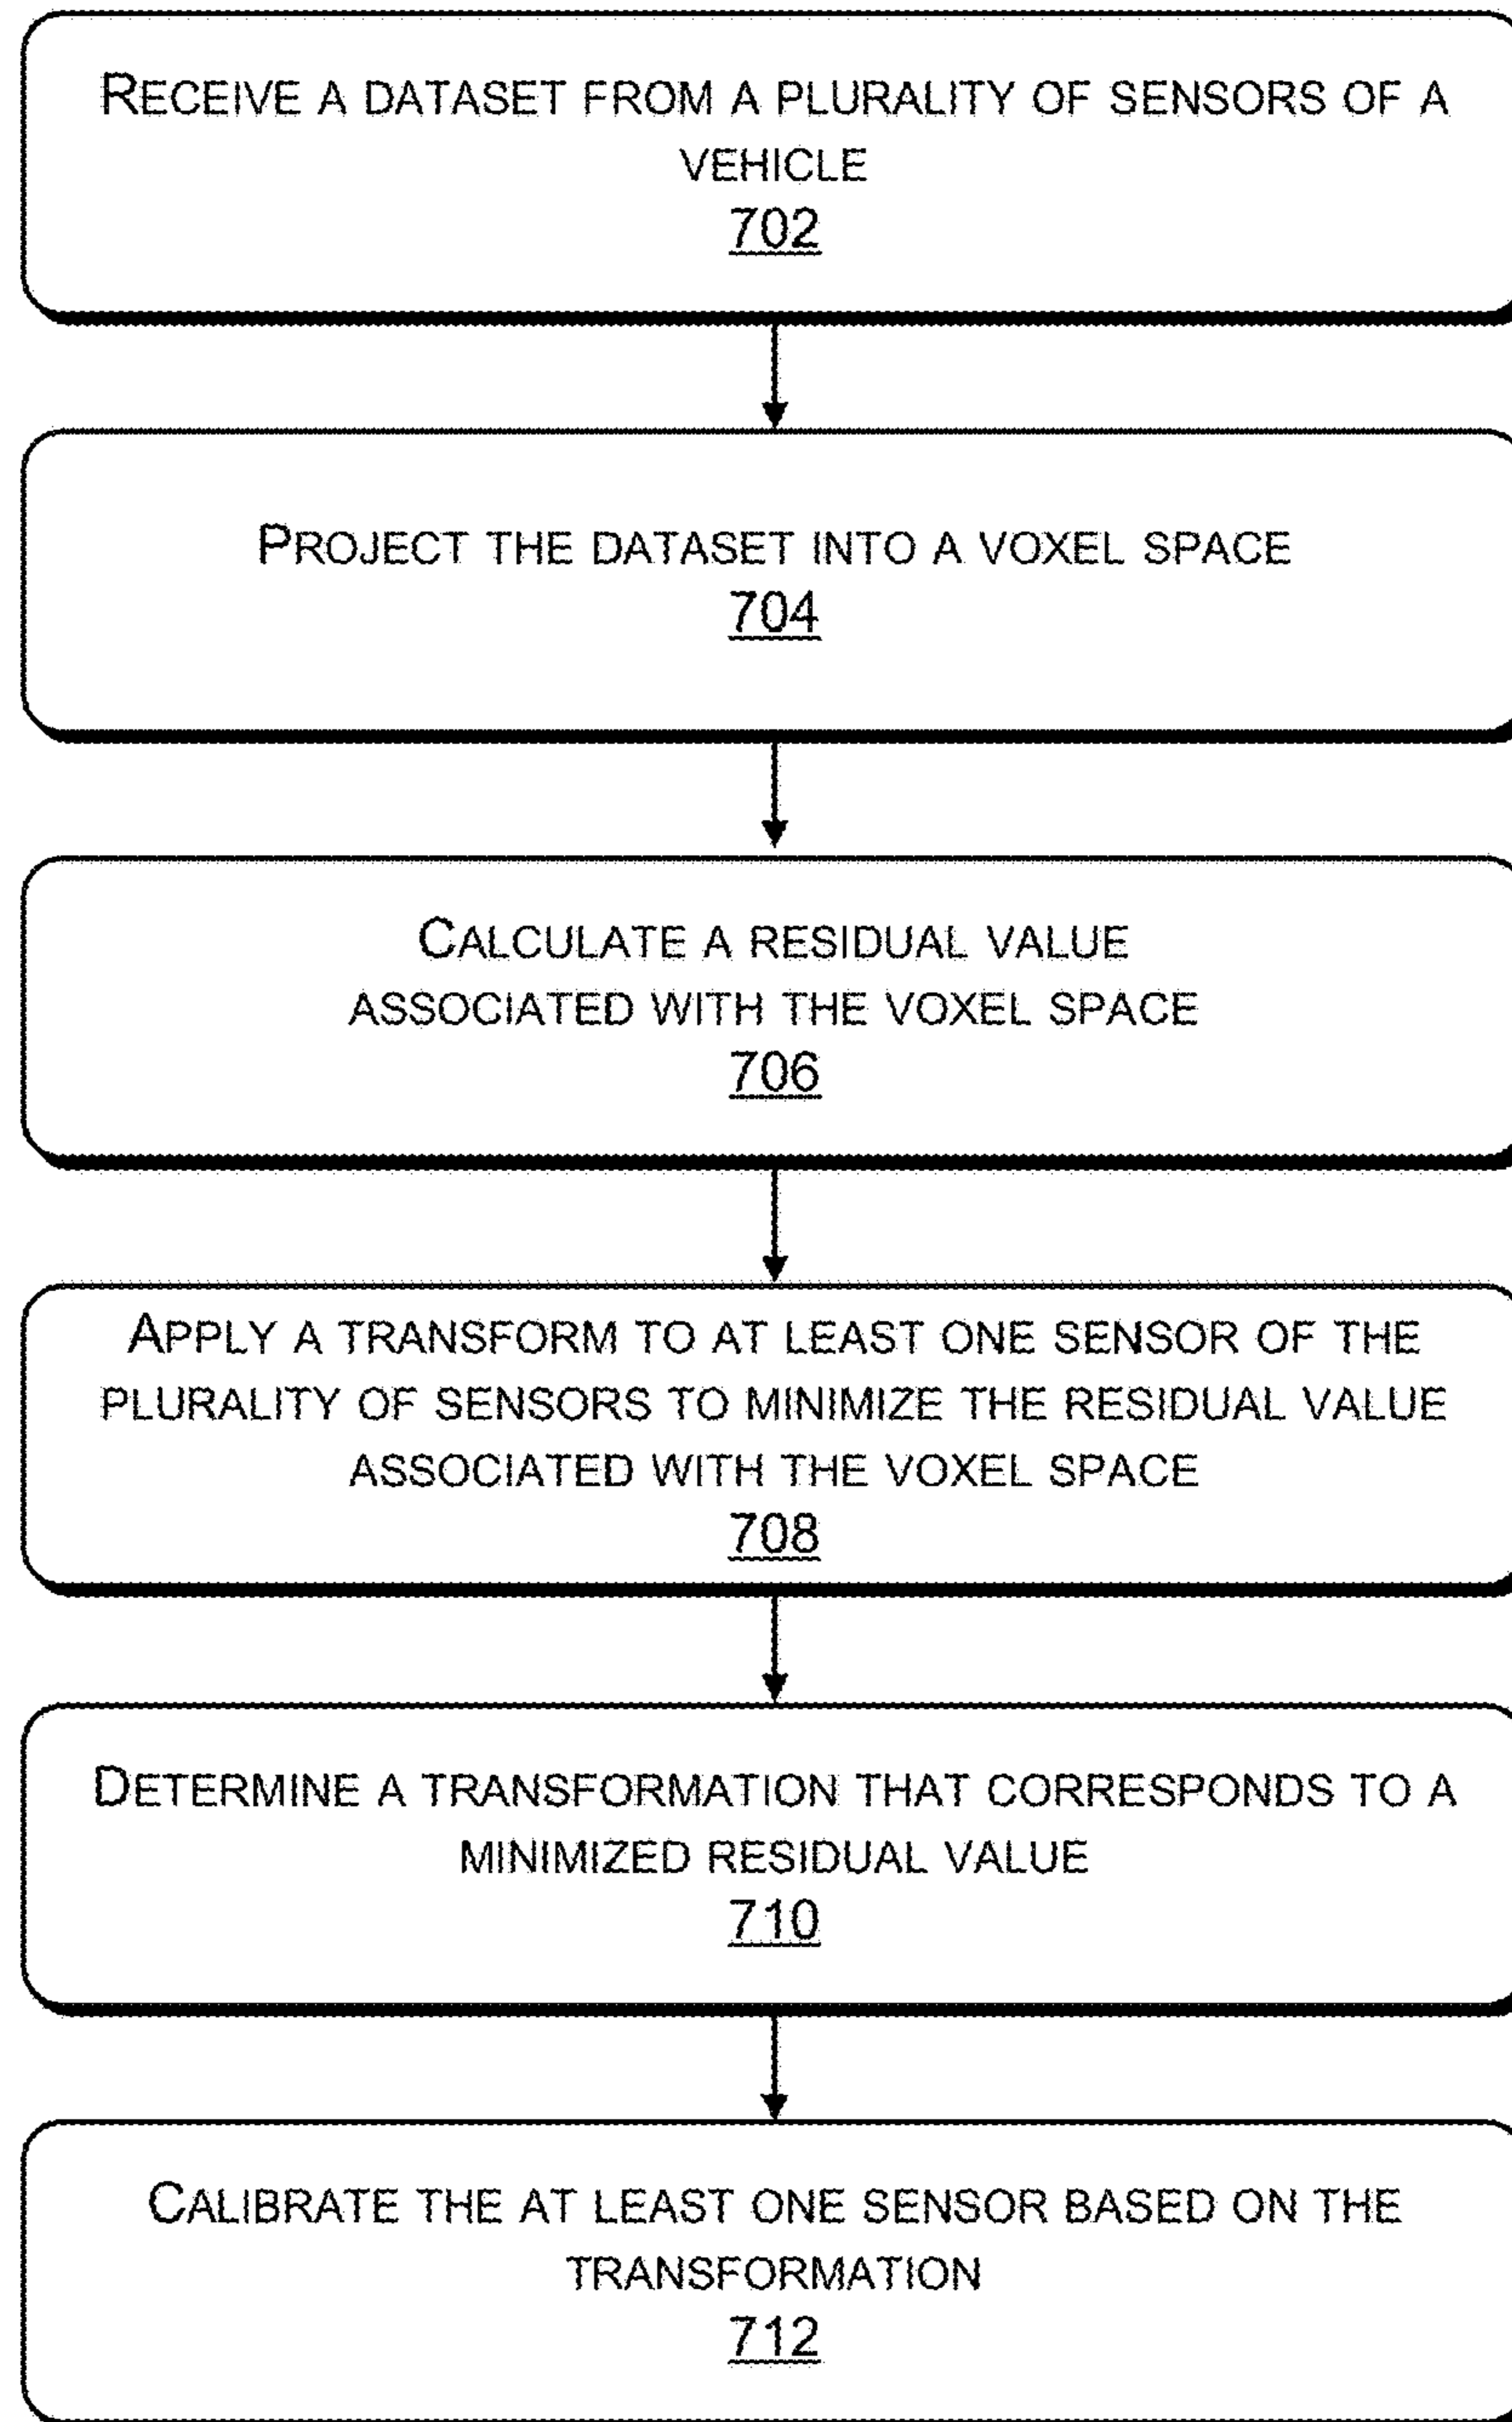 RECEIVE A DATASET FROM A PLURALITY OF SENSORS OF A
VEHICLE
702
PROJECT THE DATASET INTO A VOXEL SPACE
704
CALCULATE A RESIDUAL VALUE
ASSOCIATED WITH THE VOXEL SPACE
706
APPLY A TRANSFORM TO AT LEAST ONE SENSOR OF THE
PLURALITY OF SENSORS TO MINIMIZE THE RESIDUAL VALUE
ASSOCIATED WITH THE VOXEL SPACE
708
DETERMINE A TRANSFORMATION THAT CORRESPONDS TO A
MINIMIZED RESIDUAL VALUE
710
CALIBRATE THE AT LEAST ONE SENSOR BASED ON THE
TRANSFORMATION
712